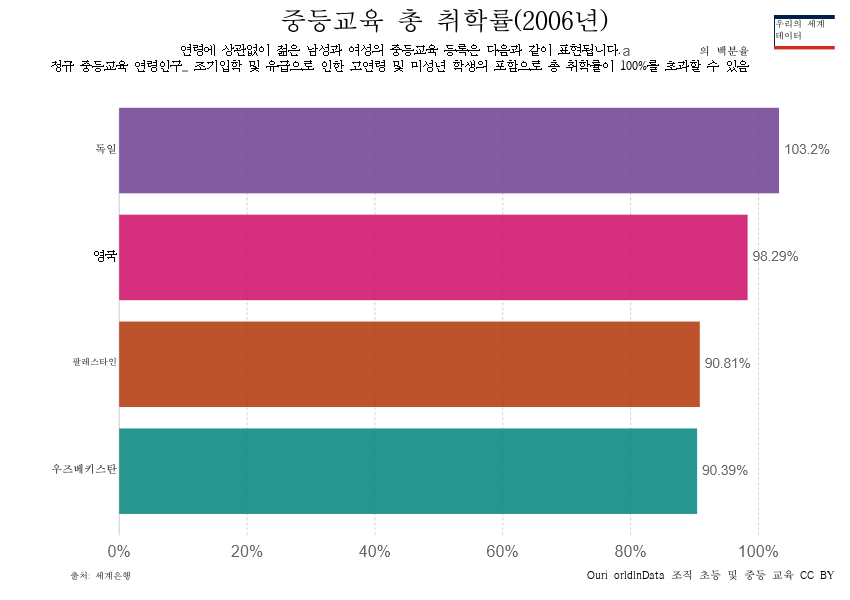 중등교육 총 취학률(2006년)
우리의 세계
데이터
연령에 상관없이 젊은 남성과 여성의 중등교육 등록은 다음과 같이 표현됩니다.a 의 백분율
정규 중등교육 연령인구_ 조기입학 및 유급으로 인한 고연령 및 미성년 학생의 포함으로 총 취학률이 100%를 초과할 수 있음
독일
103.2%
영국
98.29%
팔레스타인
90.81%
우즈베키스탄
90.39%
0% 20% 40% 60% 80% 100%
출처: 세계은행
Ouri orldInData 조직 초등 및 중등 교육 CC BY